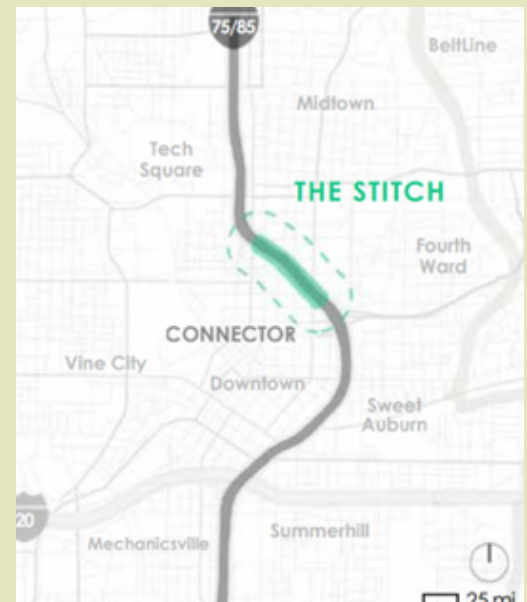 75/85
BeltLine
Midtown
Tech
Square
THE STITCH
Fourth
Ward
CONNECTOR
Vine City
Downtown
Sweet
Auburn
20
Summerhill
Mechanicsville
.25 mi